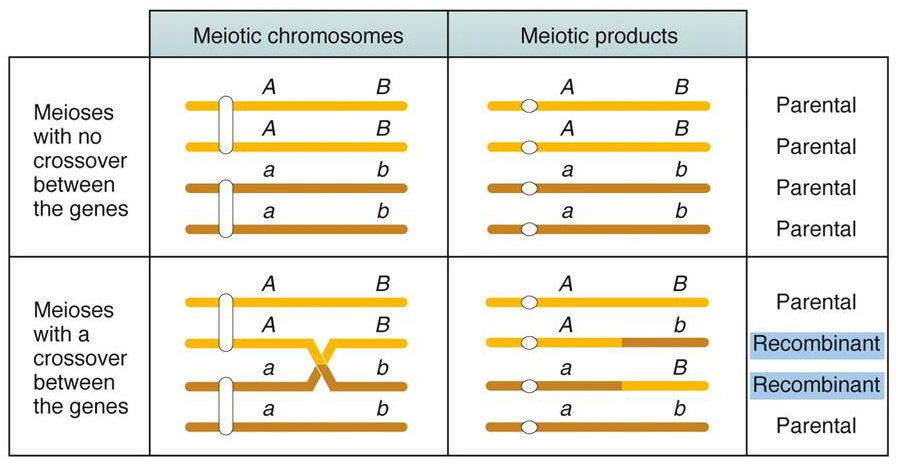 Meiotic chromosomes
Meiotic products
Meioses
with no
crossover
between
the genes
A B
A B
a b
a b
A B
A B
a b
a b
Parental
Parental
Parental
Parental
Meioses
with a
crossover
between
the genes
A B
A B
a b
a b
A B
A b
a B
a b
Parental
Recombinant
Recombinant
Parental